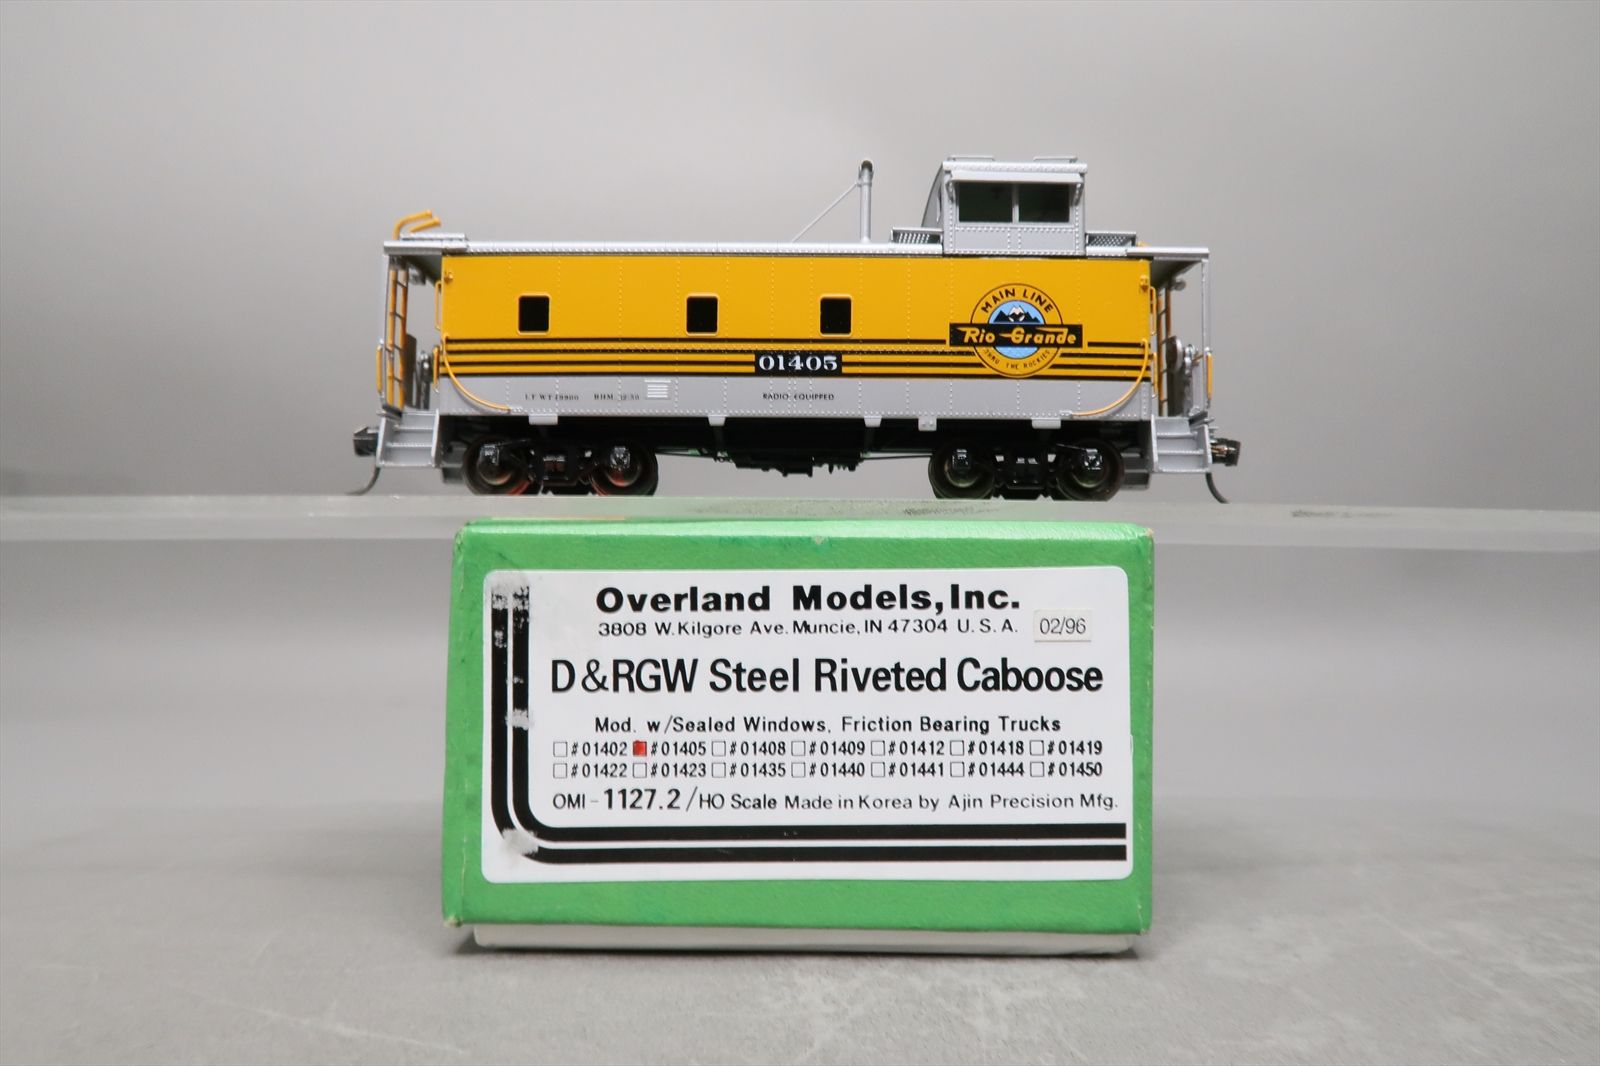 MAIN LINE
Rio Grande
THRU THE ROCKIES
01405
LT WT 49900
RADIO EQUIPPED
Overland Models, Inc.
3808 W. Kilgore Ave. Muncie, IN 47304 U.S.A. 02/96
D&RGW Steel Riveted Caboose
Mod. w/Sealed Windows, Friction Bearing Trucks
#01402 #01405 #01408 #01409 #01412 #01418 #01419
#01422 #01423 #01435 #01440 #01441 #01444 #01450
OMI-1127.2/HO Scale Made in Korea by Ajin Precision Mfg.